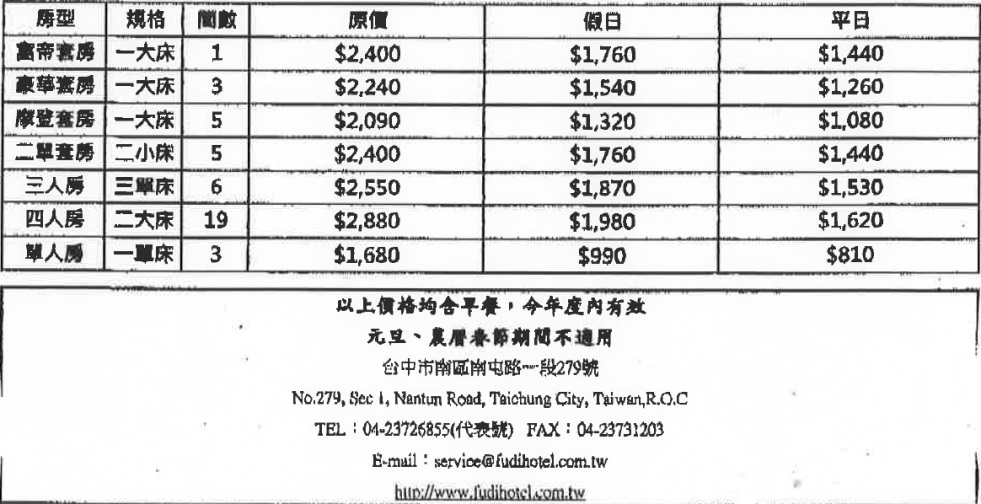 房型 規格 間數 原價 假日 平日
富帝套房 一大床 1 $2,400 $1,760 $1,440
豪華套房 一大床 3 $2,240 $1,540 $1,260
摩登套房 一大床 5 $2,090 $1,320 $1,080
二單套房 二小床 5 $2,400 $1,760 $1,440
三人房 三單床 6 $2,550 $1,870 $1,530
四人房 二大床 19 $2,880 $1,980 $1,620
單人房 一單床 3 $1,680 $990 $810
以上價格均含早餐，今年度內有效
元旦、農曆春節期間不適用
台中市南區南屯路一段279號
No.279, Sec 1, Nantun Road, Taichung City, Taiwan,R.O.C
TEL：04-23726855(代表號) FAX：04-23731203
E-mail：service@fudihotel.com.tw
http://www.fudihotel.com.tw